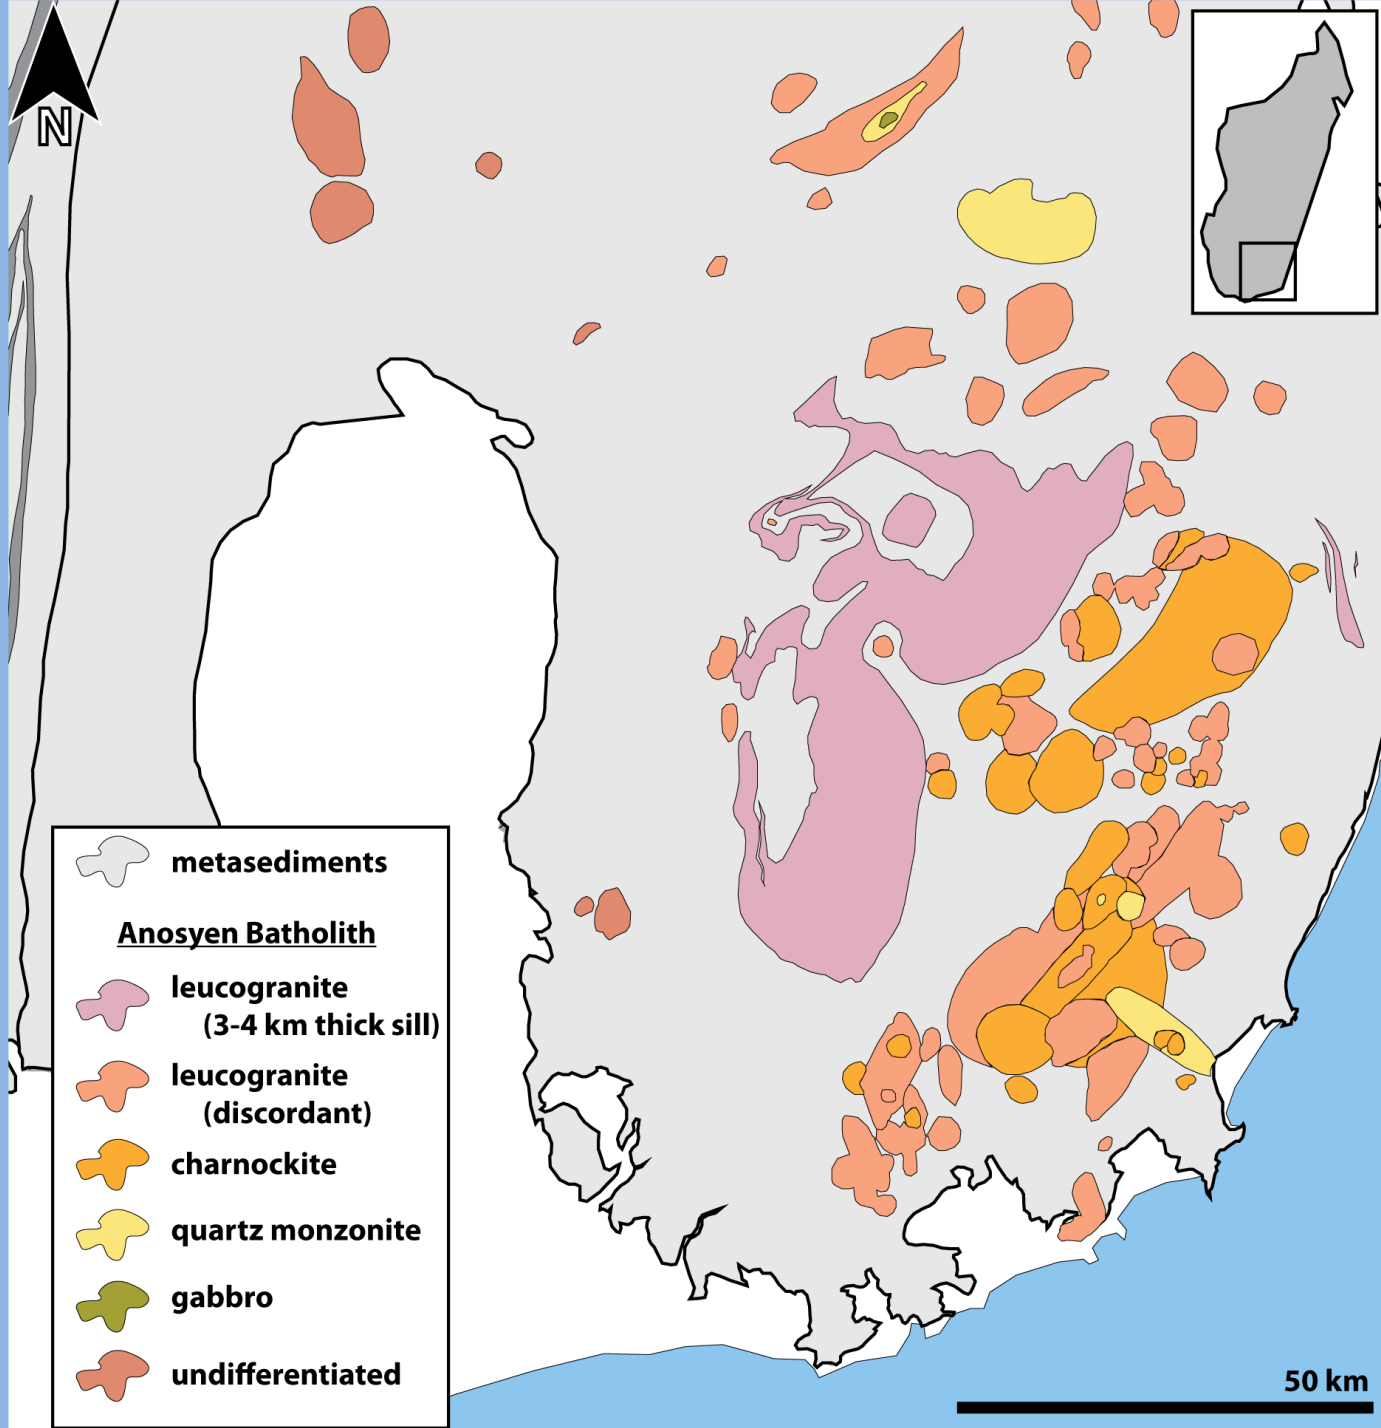 N
metasediments
Anosyen Batholith
leucogranite
(3-4 km thick sill)
leucogranite
(discordant)
charnockite
quartz monzonite
gabbro
undifferentiated
50 km